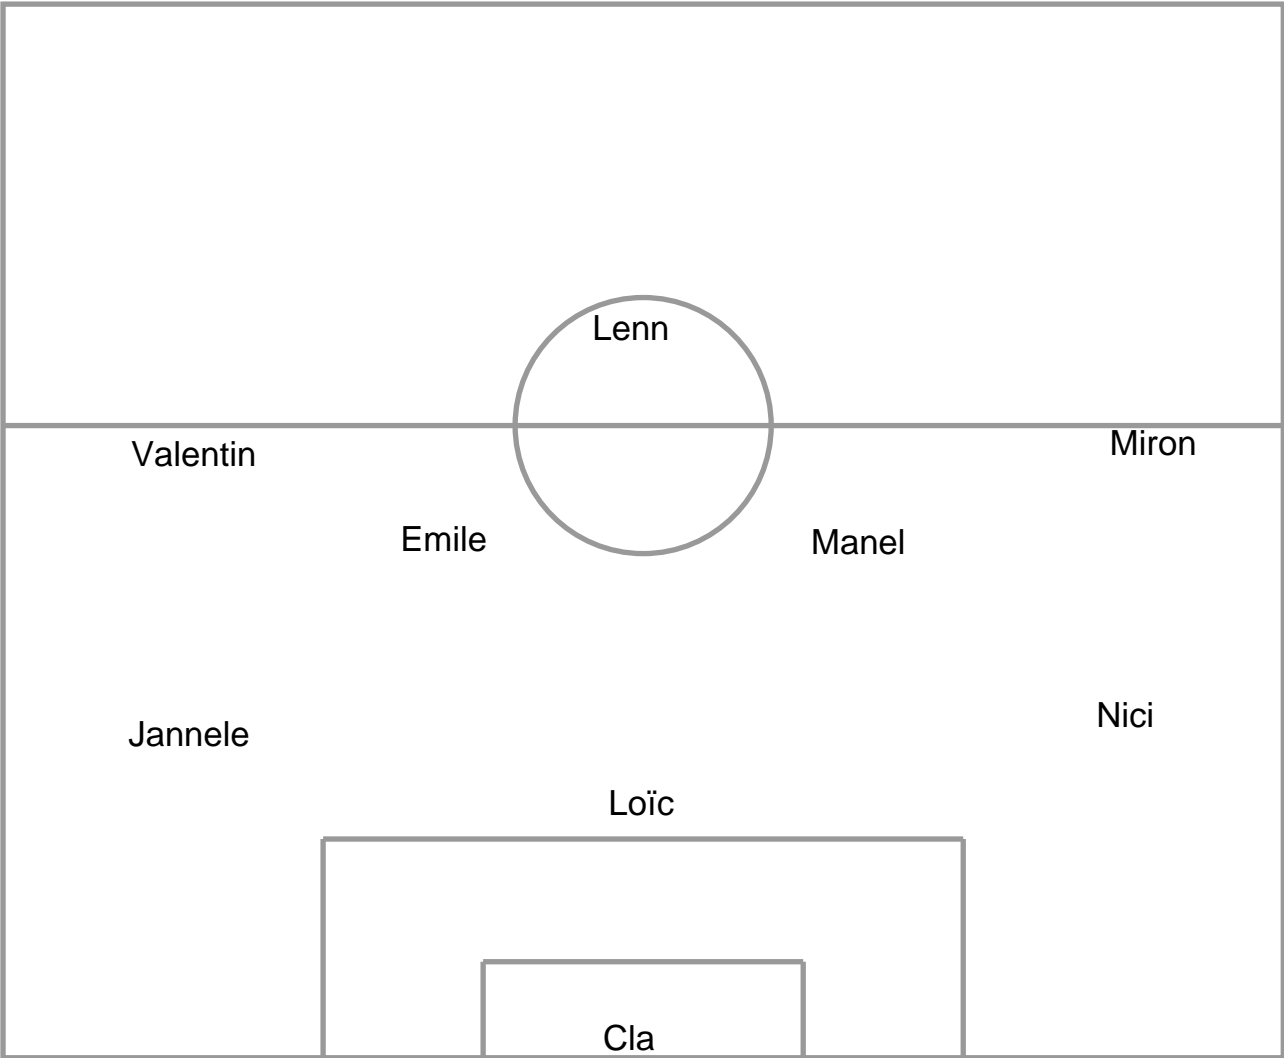 Lenn
Valentin
Miron
Emile
Manel
Jannele
Nici
Loïc
Cla